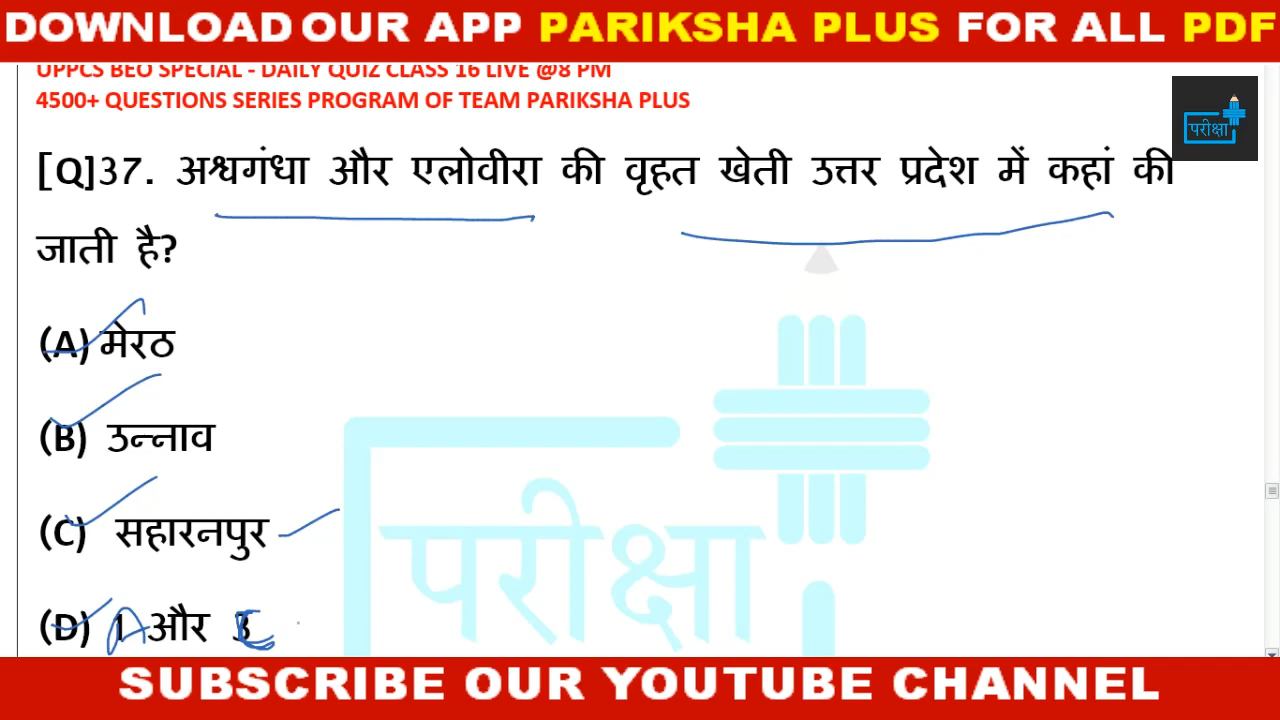 DOWNLOAD OUR APP PARIKSHA PLUS FOR ALL PDF
UPPCS BEO SPECIAL - DAILY QUIZ CLASS 16 LIVE @8 PM
4500+ QUESTIONS SERIES PROGRAM OF TEAM PARIKSHA PLUS
परीक्षा
[Q]37. अश्वगंधा और एलोवीरा की वृहत खेती उत्तर प्रदेश में कहां की
जाती है?
(A) मेरठ
(B) उन्नाव
(C) सहारनपुर
परीक्षा
(D) 1 और 3
A C
SUBSCRIBE OUR YOUTUBE CHANNEL